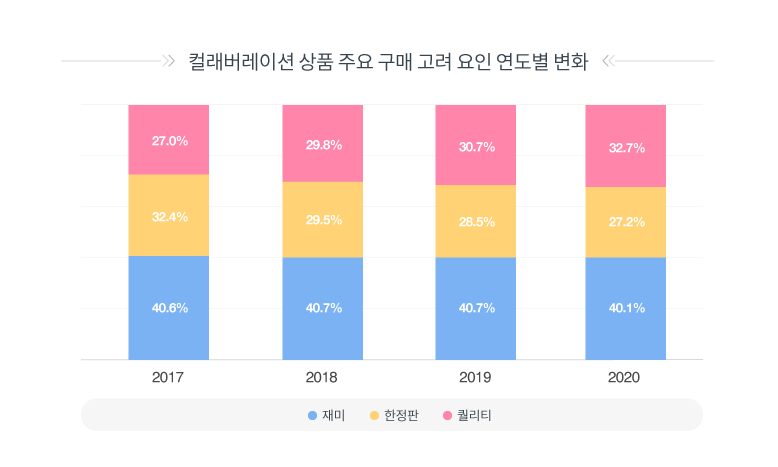 컬래버레이션 상품 주요 구매 고려 요인 연도별 변화
27.0% 29.8% 30.7% 32.7%
32.4% 29.5% 28.5% 27.2%
40.6% 40.7% 40.7% 40.1%
2017 2018 2019 2020
재미 한정판 퀄리티